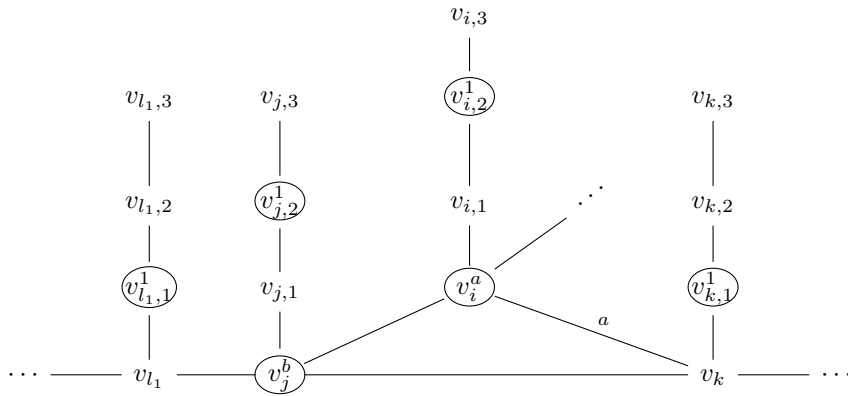 v_{i,3}
v_{l_1,3} v_{j,3} v^1_{i,2} v_{k,3}
v_{l_1,2} v^1_{j,2} v_{i,1} ⋰ v_{k,2}
v^1_{l_1,1} v_{j,1} v^a_i v^1_{k,1}
a
⋯ v_{l_1} v^b_j v_k ⋯